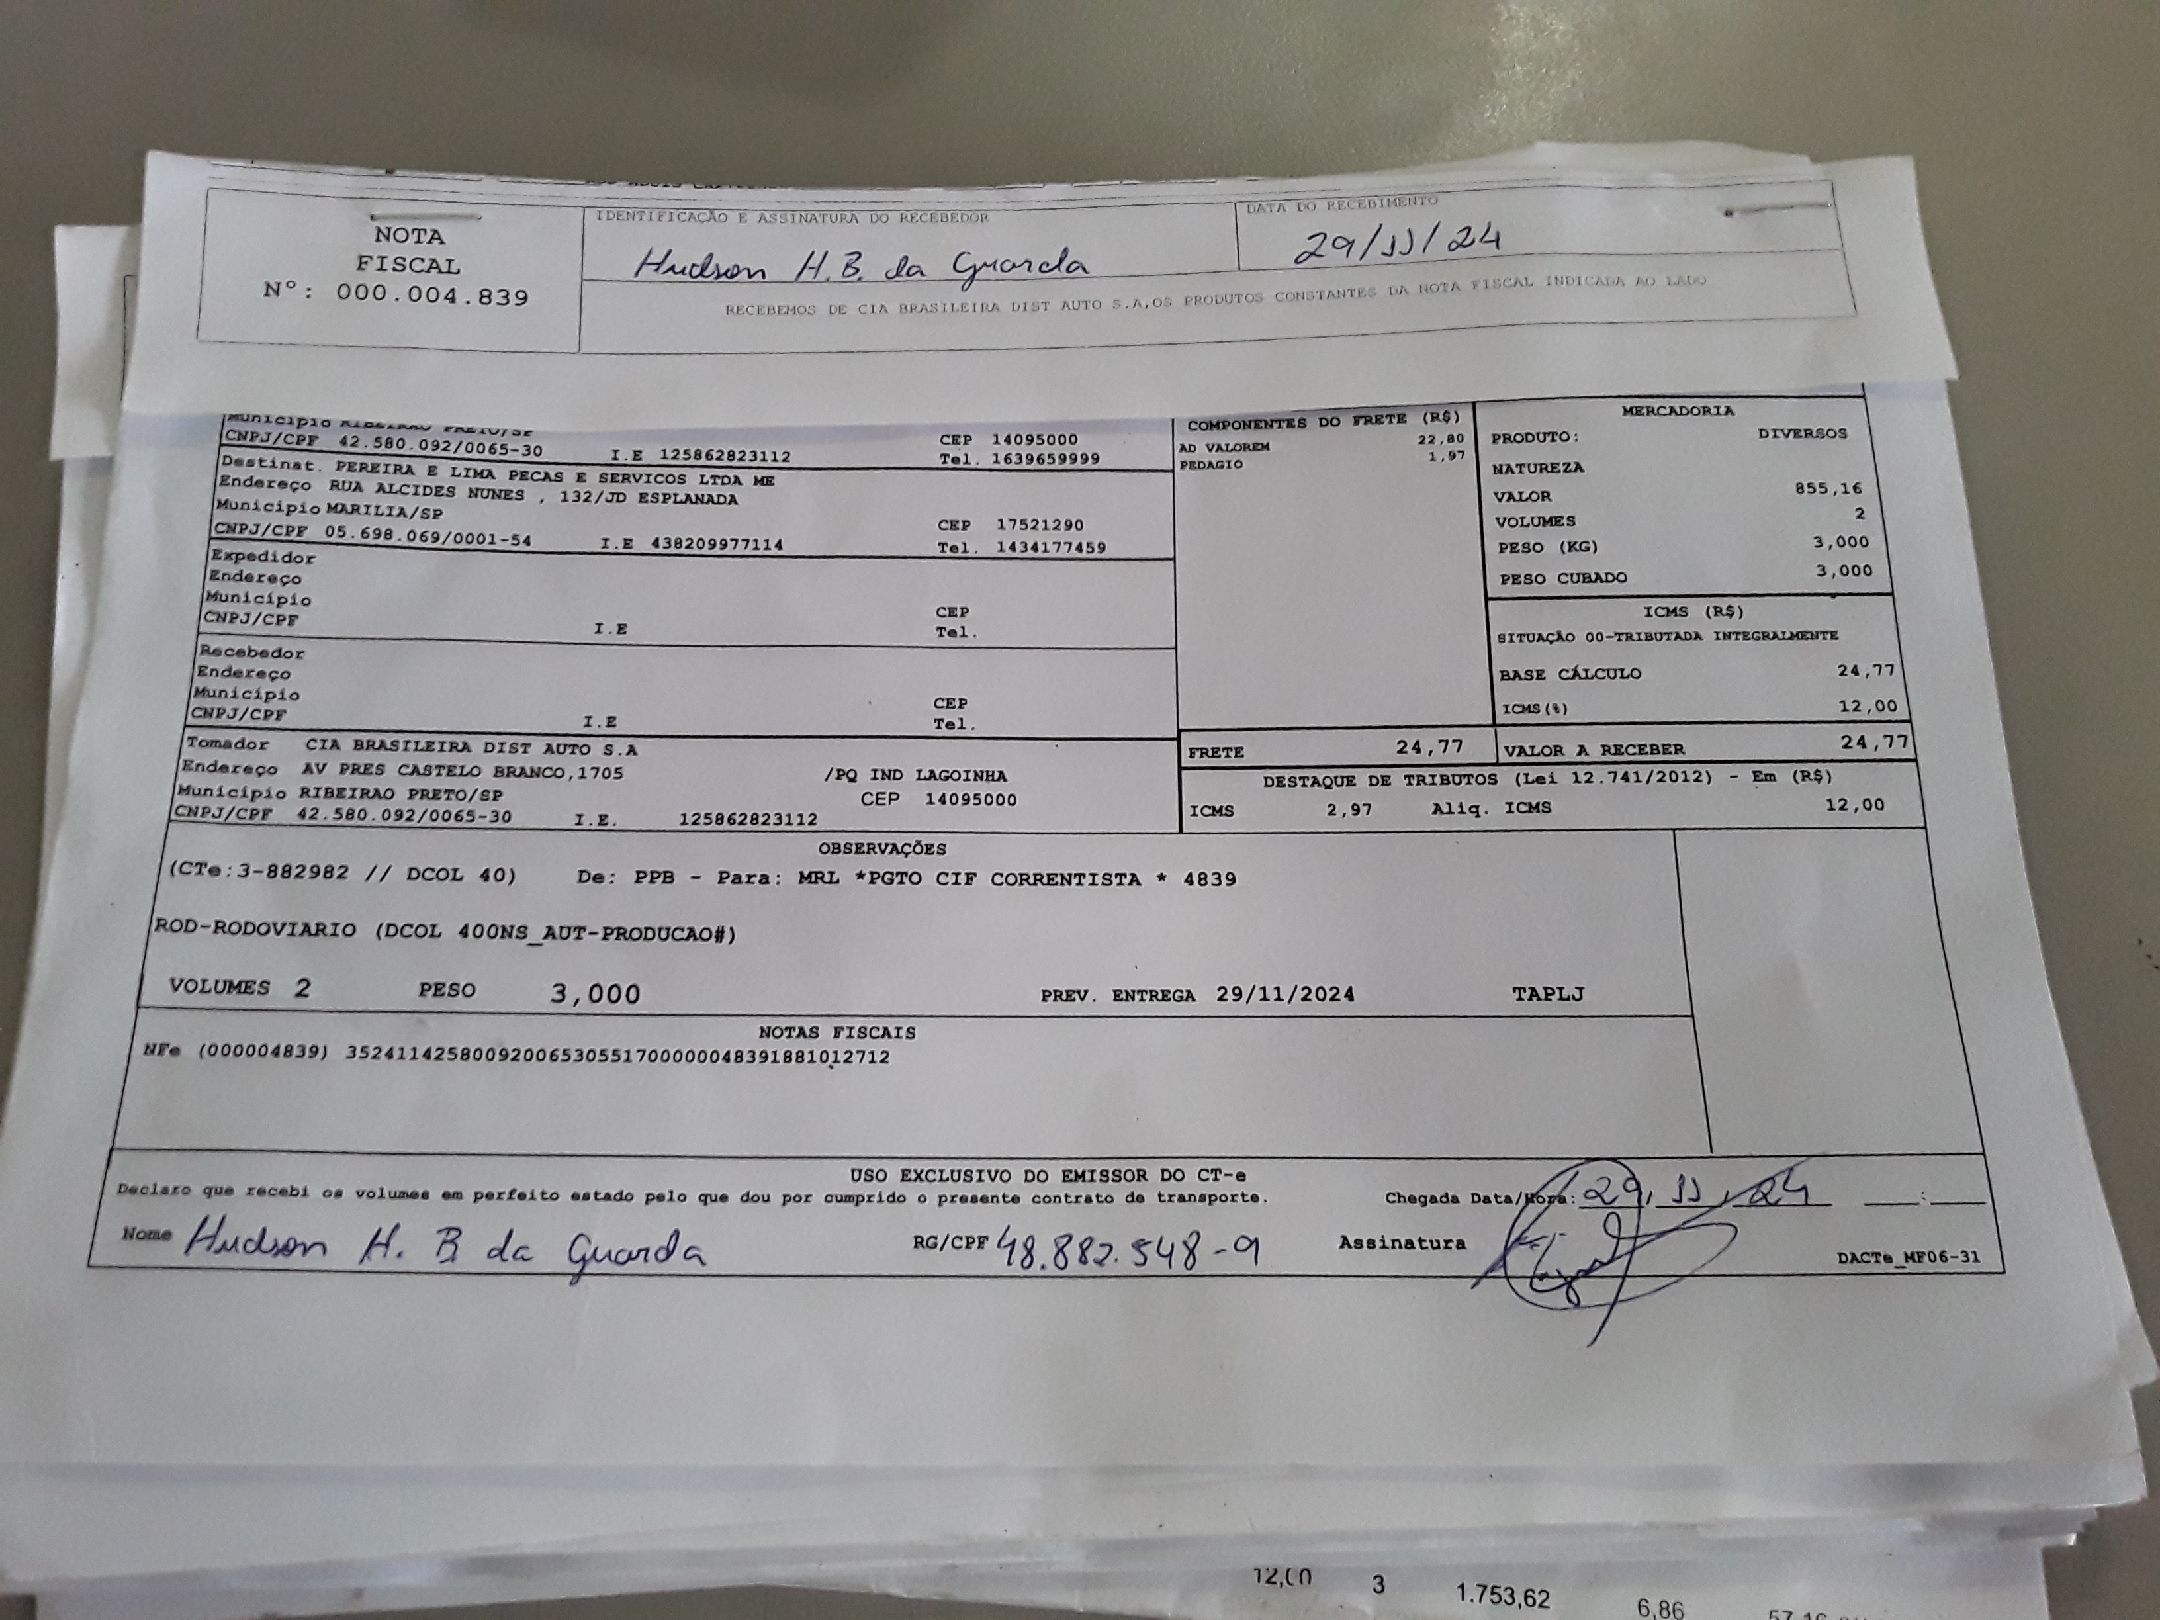 NOTA
FISCAL
Nº: 000.004.839
IDENTIFICAÇÃO E ASSINATURA DO RECEBEDOR
Hudson H.B. da Guarda
DATA DO RECEBIMENTO
29/11/24
RECEBEMOS DE CIA BRASILEIRA DIST AUTO S.A,OS PRODUTOS CONSTANTES DA NOTA FISCAL INDICADA AO LADO
Município RIBEIRAO PRETO/SP
CEP 14095000
CNPJ/CPF 42.580.092/0065-30 I.E 125862823112 Tel. 1639659999
Destinat. PEREIRA E LIMA PECAS E SERVICOS LTDA ME
Endereço RUA ALCIDES NUNES , 132/JD ESPLANADA
Município MARILIA/SP CEP 17521290
CNPJ/CPF 05.698.069/0001-54 I.E 438209977114 Tel. 1434177459
Expedidor
Endereço
Município CEP
CNPJ/CPF I.E Tel.
Recebedor
Endereço
Município CEP
CNPJ/CPF I.E Tel.
Tomador CIA BRASILEIRA DIST AUTO S.A
Endereço AV PRES CASTELO BRANCO,1705 /PQ IND LAGOINHA
Município RIBEIRAO PRETO/SP CEP 14095000
CNPJ/CPF 42.580.092/0065-30 I.E. 125862823112
COMPONENTES DO FRETE (R$)
AD VALOREM 22,80
PEDAGIO 1,97
FRETE 24,77
MERCADORIA
PRODUTO: DIVERSOS
NATUREZA
VALOR 855,16
VOLUMES 2
PESO (KG) 3,000
PESO CUBADO 3,000
ICMS (R$)
SITUAÇÃO 00-TRIBUTADA INTEGRALMENTE
BASE CÁLCULO 24,77
ICMS(%) 12,00
VALOR A RECEBER 24,77
DESTAQUE DE TRIBUTOS (Lei 12.741/2012) - Em (R$)
ICMS 2,97 Aliq. ICMS 12,00
OBSERVAÇÕES
(CTe:3-882982 // DCOL 40) De: PPB - Para: MRL *PGTO CIF CORRENTISTA * 4839
ROD-RODOVIARIO (DCOL 400NS_AUT-PRODUCAO#)
VOLUMES 2 PESO 3,000 PREV. ENTREGA 29/11/2024 TAPLJ
NOTAS FISCAIS
NFe (000004839) 35241142580092006530551700000048391881012712
USO EXCLUSIVO DO EMISSOR DO CT-e
Declaro que recebi os volumes em perfeito estado pelo que dou por cumprido o presente contrato de transporte.
Chegada Data/Hora: 29, 11, 24 __:__
Nome Hudson H. B da Guarda RG/CPF 48.882.548-9 Assinatura
DACTe_MF06-31
3 1.753,62 6,86